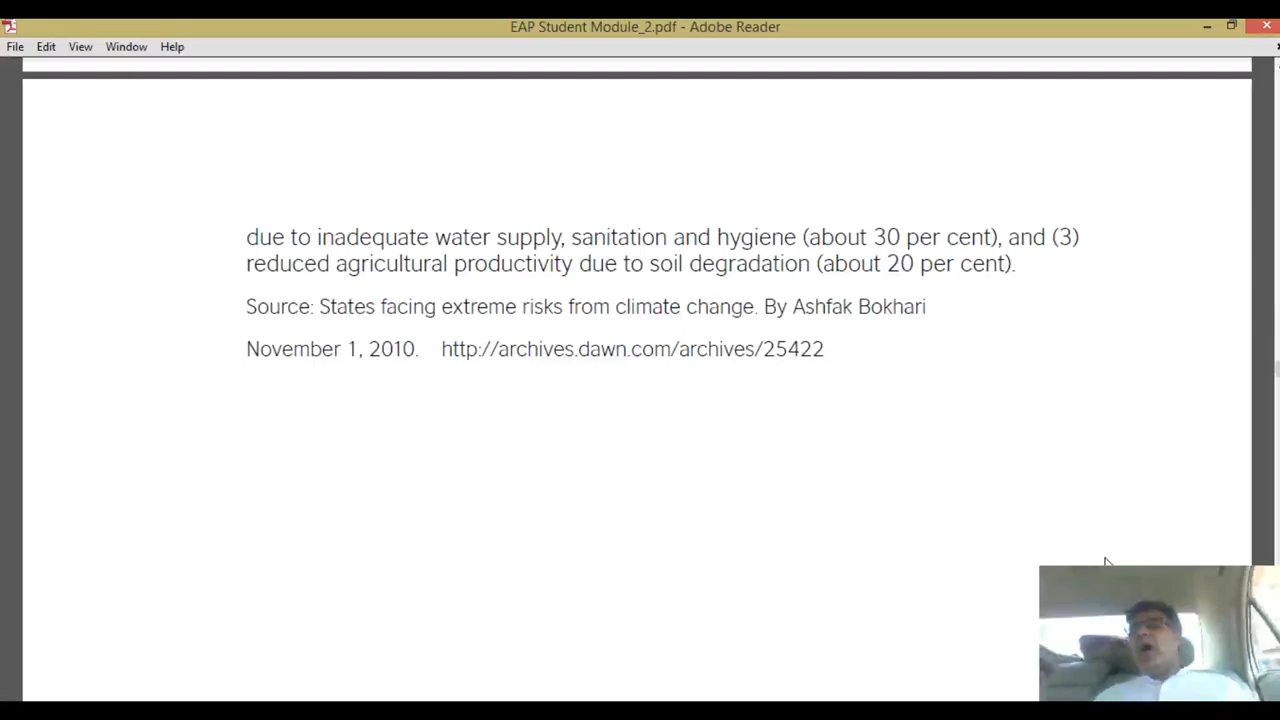 EAP Student Module_2.pdf - Adobe Reader
File Edit View Window Help
due to inadequate water supply, sanitation and hygiene (about 30 per cent), and (3)
reduced agricultural productivity due to soil degradation (about 20 per cent).
Source: States facing extreme risks from climate change. By Ashfak Bokhari
November 1, 2010. http://archives.dawn.com/archives/25422